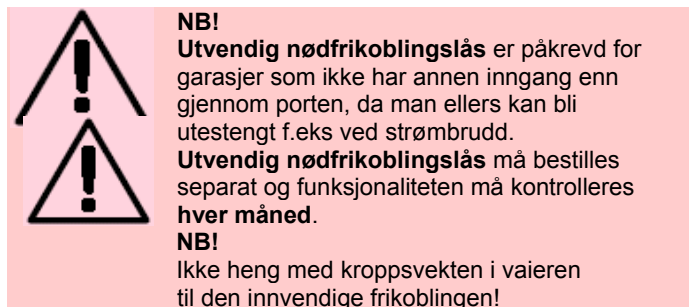 NB!
Utvendig nødfrikoblingslås er påkrevd for
garasjer som ikke har annen inngang enn
gjennom porten, da man ellers kan bli
utestengt f.eks ved strømbrudd.
Utvendig nødfrikoblingslås må bestilles
separat og funksjonaliteten må kontrolleres
hver måned.
NB!
Ikke heng med kroppsvekten i vaieren
til den innvendige frikoblingen!